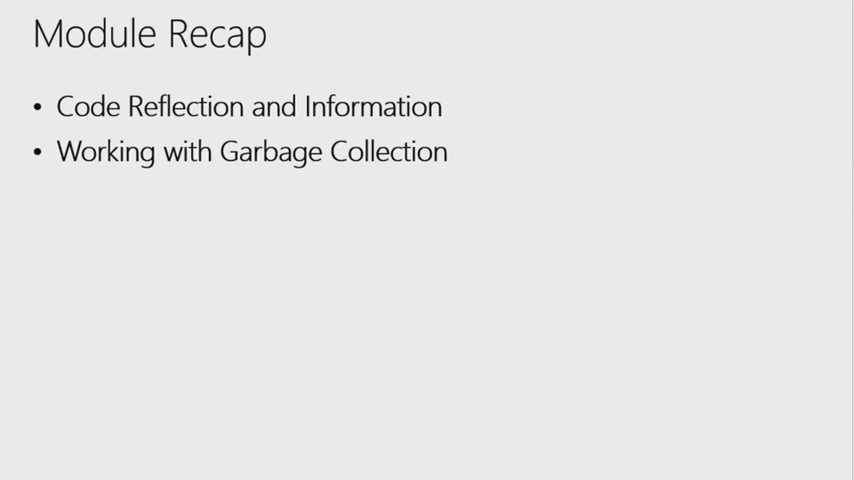 Module Recap
• Code Reflection and Information
• Working with Garbage Collection